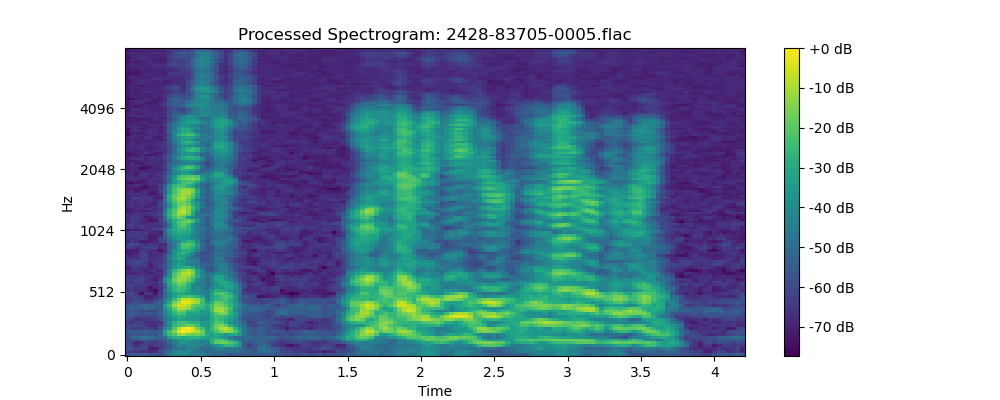 Processed Spectrogram: 2428-83705-0005.flac
+0 dB
-10 dB
-20 dB
-30 dB
-40 dB
-50 dB
-60 dB
-70 dB
4096
2048
1024
512
0
Hz
0
0.5
1
1.5
2
2.5
3
3.5
4
Time